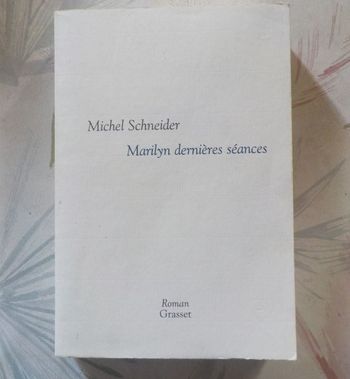 Michel Schneider
Marilyn dernières séances
Roman
Grasset